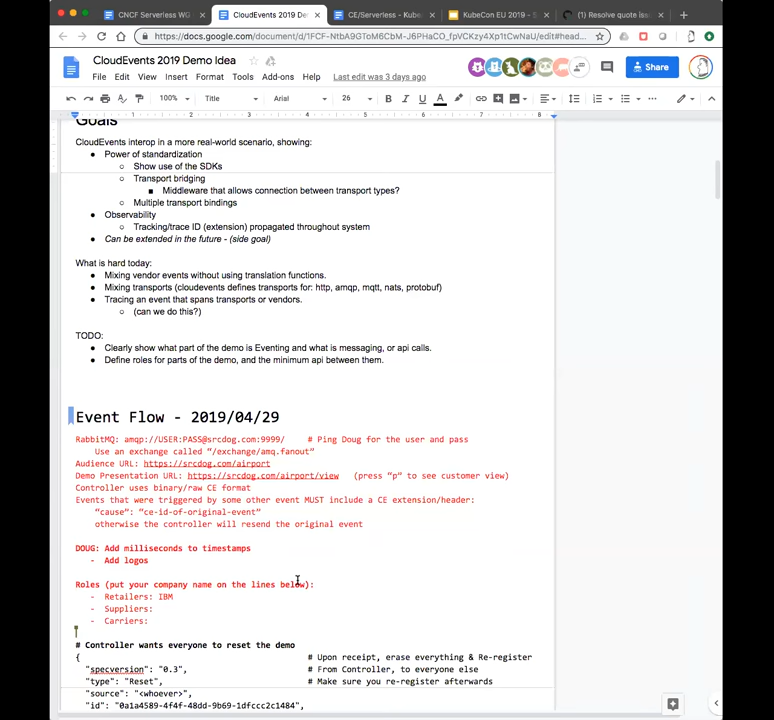 CNCF Serverless WG
CloudEvents 2019 Dem
CE/Serverless - Kube
KubeCon EU 2019 - S
(1) Resolve quote iss
https://docs.google.com/document/d/1FCF-NtbA9GToM6CbM-J6PHaCO_fpVCKzy4Xp1tCwNaU/edit#head...
CloudEvents 2019 Demo Idea
File Edit View Insert Format Tools Add-ons Help Last edit was 3 days ago
Share
100% Title Arial 26 B I U A
1 2 3 4 5 6 7 8
Goals
CloudEvents interop in a more real-world scenario, showing:
● Power of standardization
○ Show use of the SDKs
○ Transport bridging
■ Middleware that allows connection between transport types?
○ Multiple transport bindings
● Observability
○ Tracking/trace ID (extension) propagated throughout system
● Can be extended in the future - (side goal)
What is hard today:
● Mixing vendor events without using translation functions.
● Mixing transports (cloudevents defines transports for: http, amqp, mqtt, nats, protobuf)
● Tracing an event that spans transports or vendors.
○ (can we do this?)
TODO:
● Clearly show what part of the demo is Eventing and what is messaging, or api calls.
● Define roles for parts of the demo, and the minimum api between them.
Event Flow - 2019/04/29
RabbitMQ: amqp://USER:PASS@srcdog.com:9999/ # Ping Doug for the user and pass
Use an exchange called “/exchange/amq.fanout”
Audience URL: https://srcdog.com/airport
Demo Presentation URL: https://srcdog.com/airport/view (press “p” to see customer view)
Controller uses binary/raw CE format
Events that were triggered by some other event MUST include a CE extension/header:
“cause”: “ce-id-of-original-event”
otherwise the controller will resend the original event
DOUG: Add milliseconds to timestamps
- Add logos
Roles (put your company name on the lines below):
- Retailers: IBM
- Suppliers:
- Carriers:
# Controller wants everyone to reset the demo
{ # Upon receipt, erase everything & Re-register
"specversion": "0.3", # From Controller, to everyone else
"type": "Reset", # Make sure you re-register afterwards
"source": "<whoever>",
"id": "0a1a4589-4f4f-48dd-9b69-1dfccc2c1484",